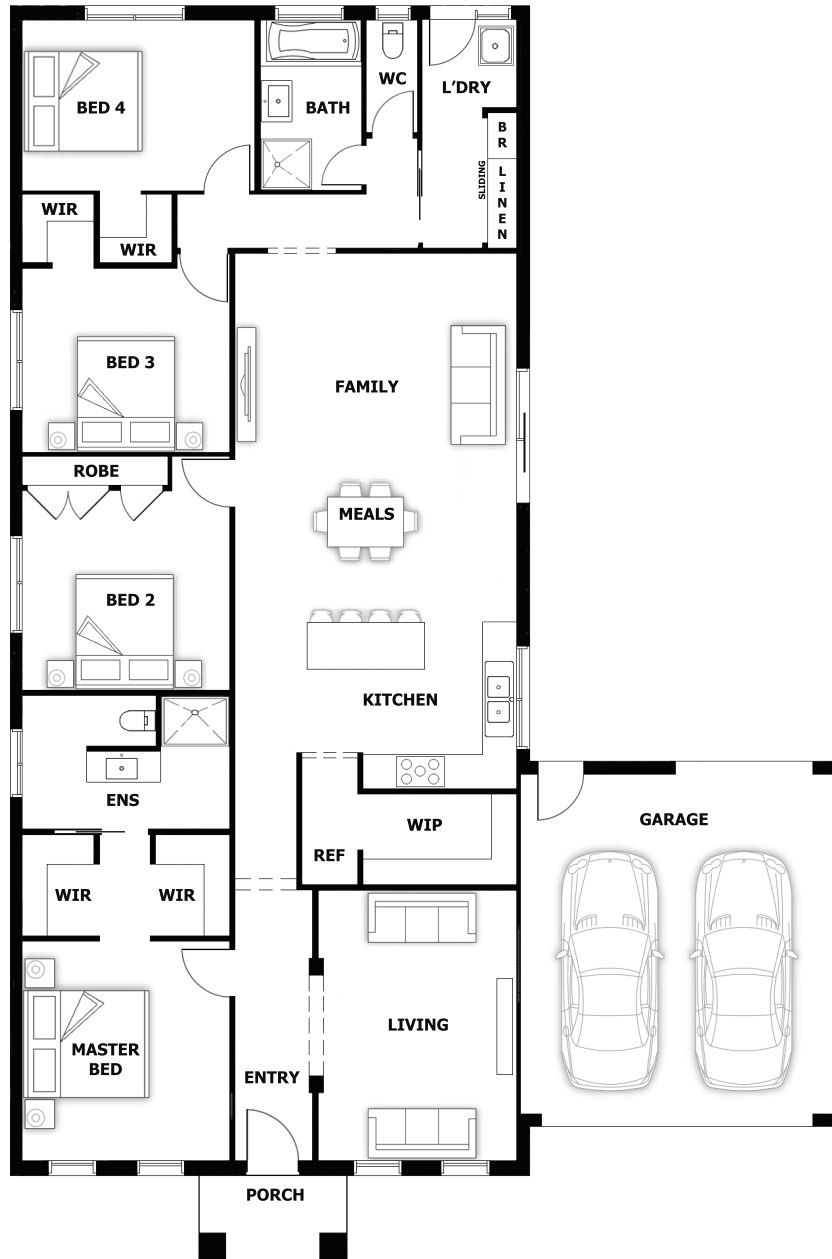 BED 4
BATH
WC
L'DRY
BR
LINEN
SLIDING
WIR
WIR
BED 3
FAMILY
ROBE
MEALS
BED 2
KITCHEN
ENS
WIP
REF
GARAGE
WIR
WIR
LIVING
MASTER
BED
ENTRY
PORCH